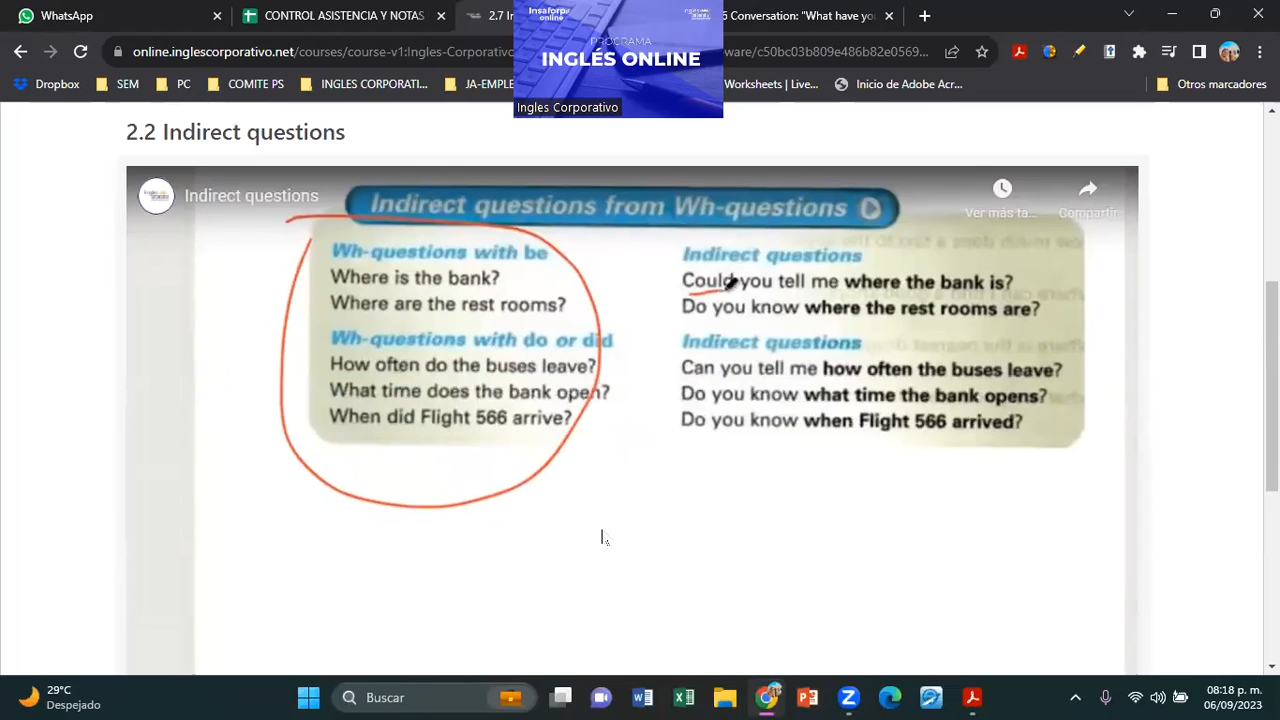 WhatsApp
CONTROL ASISTENCIA Y NOTAS
2.7 I
6 Conversation: "What have yo
Insaforp
online
PROGRAMA
INGLÉS ONLINE
Ingles Corporativo
online.inglescorporativo.net/cou
se-v1:Ingles-Corporativ
ware/c50bc03b809e486b82e0569...
Dropbox
SEM
PC
COMITE PS
INGLES CORPORATI...
JA-EMPLE
Worksheets | Live...
Inicio de Adobe Acr...
Otros marcadores
2.2 Indirect questions
Indirect questions
Ver más ta...
Compartir
Indirect questions from Wh-questions
Wh-questions with be
Where is the bank?
Where are the rest rooms?
Wh-questions with do or did
How often do the buses leave?
What time does the bank open?
When did Flight 566 arrive?
Indirect questions
Could you tell me where the bank is?
Do you know where the rest rooms are?
Indirect questions
Can you tell me how often the buses leave?
Do you know what time the bank opens?
Do you know when Flight 566 arrived?
29°C
Despejado
Buscar
08:18 p. m.
06/09/2023